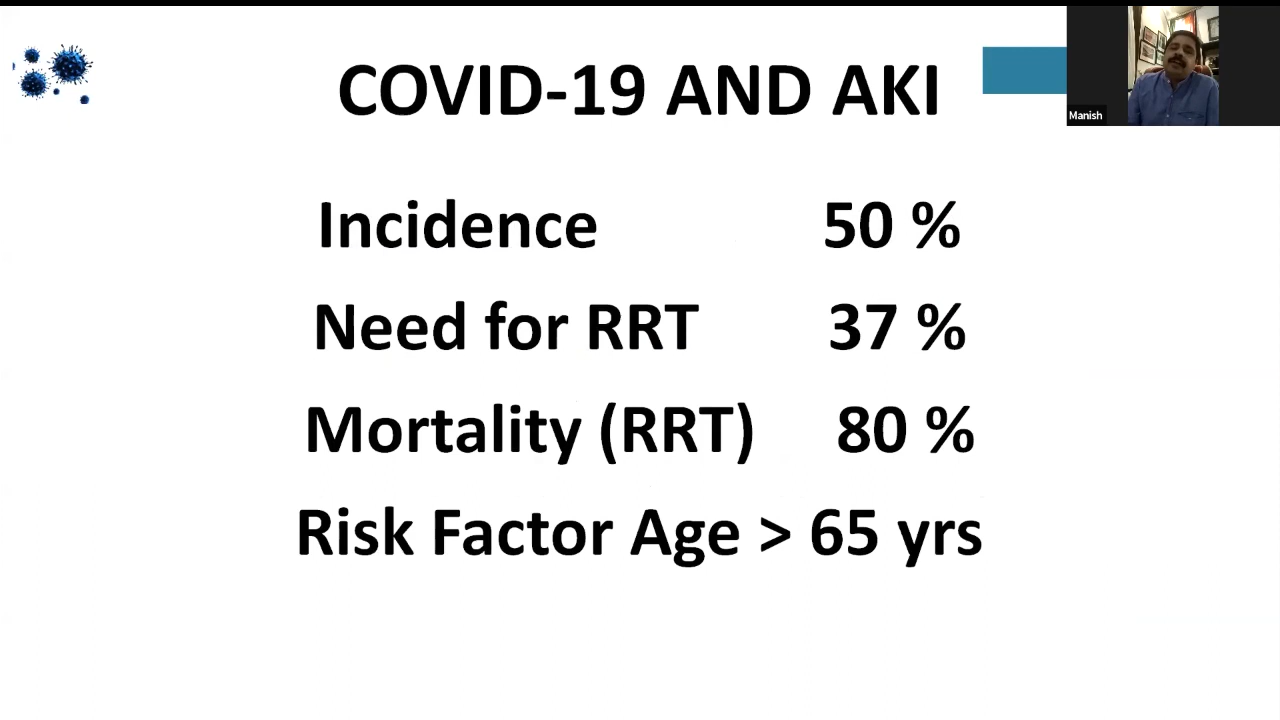 COVID-19 AND AKI
Manish
Incidence 50 %
Need for RRT 37 %
Mortality (RRT) 80 %
Risk Factor Age > 65 yrs